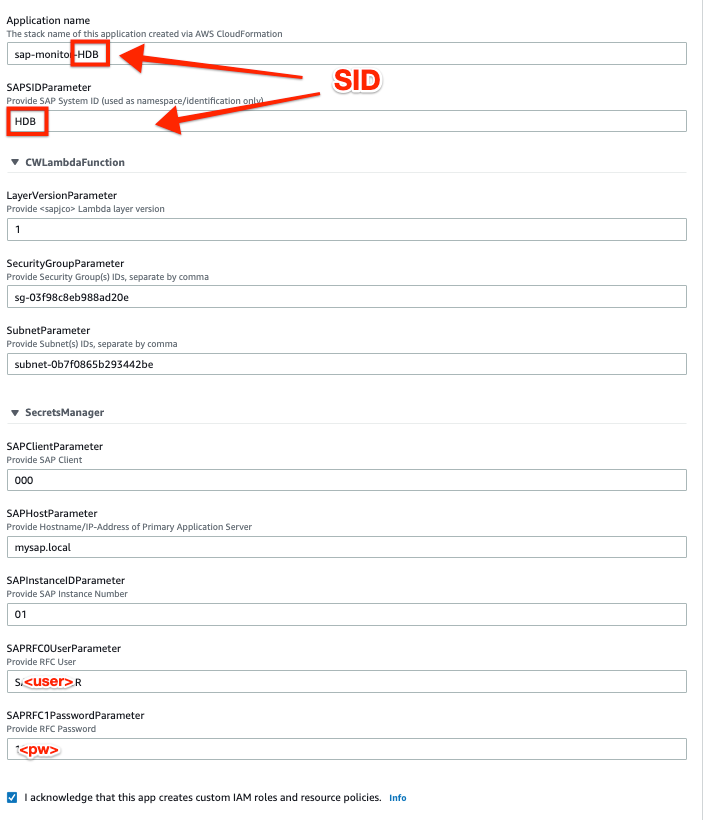 Application name
The stack name of this application created via AWS CloudFormation
sap-monitor-HDB
SID
SAPSIDParameter
Provide SAP System ID (used as namespace/identification only)
HDB
▼ CWLambdaFunction
LayerVersionParameter
Provide <sapjco> Lambda layer version
1
SecurityGroupParameter
Provide Security Group(s) IDs, separate by comma
sg-03f98c8eb988ad20e
SubnetParameter
Provide Subnet(s) IDs, separate by comma
subnet-0b7f0865b293442be
▼ SecretsManager
SAPClientParameter
Provide SAP Client
000
SAPHostParameter
Provide Hostname/IP-Address of Primary Application Server
mysap.local
SAPInstanceIDParameter
Provide SAP Instance Number
01
SAPRFC0UserParameter
Provide RFC User
<user>
SAPRFC1PasswordParameter
Provide RFC Password
<pw>
I acknowledge that this app creates custom IAM roles and resource policies. Info